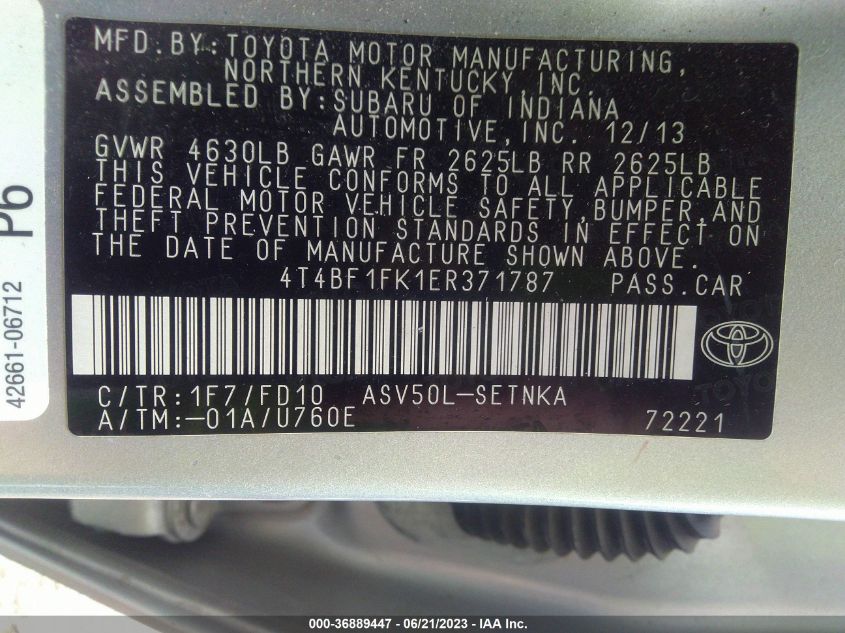 MFD.BY:TOYOTA MOTOR MANUFACTURING,
NORTHERN KENTUCKY,INC.
ASSEMBLED BY:SUBARU OF INDIANA
AUTOMOTIVE,INC. 12/13
GVWR 4630LB GAWR FR 2625LB RR 2625LB
THIS VEHICLE CONFORMS TO ALL APPLICABLE
FEDERAL MOTOR VEHICLE SAFETY,BUMPER,AND
THEFT PREVENTION STANDARDS IN EFFECT ON
THE DATE OF MANUFACTURE SHOWN ABOVE.
4T4BF1FK1ER371787 PASS.CAR
C/TR:1F7/FD10 ASV50L-SETNKA
A/TM:-01A/U760E 72221
42661-06712 P6
000-36889447 - 06/21/2023 - IAA Inc.